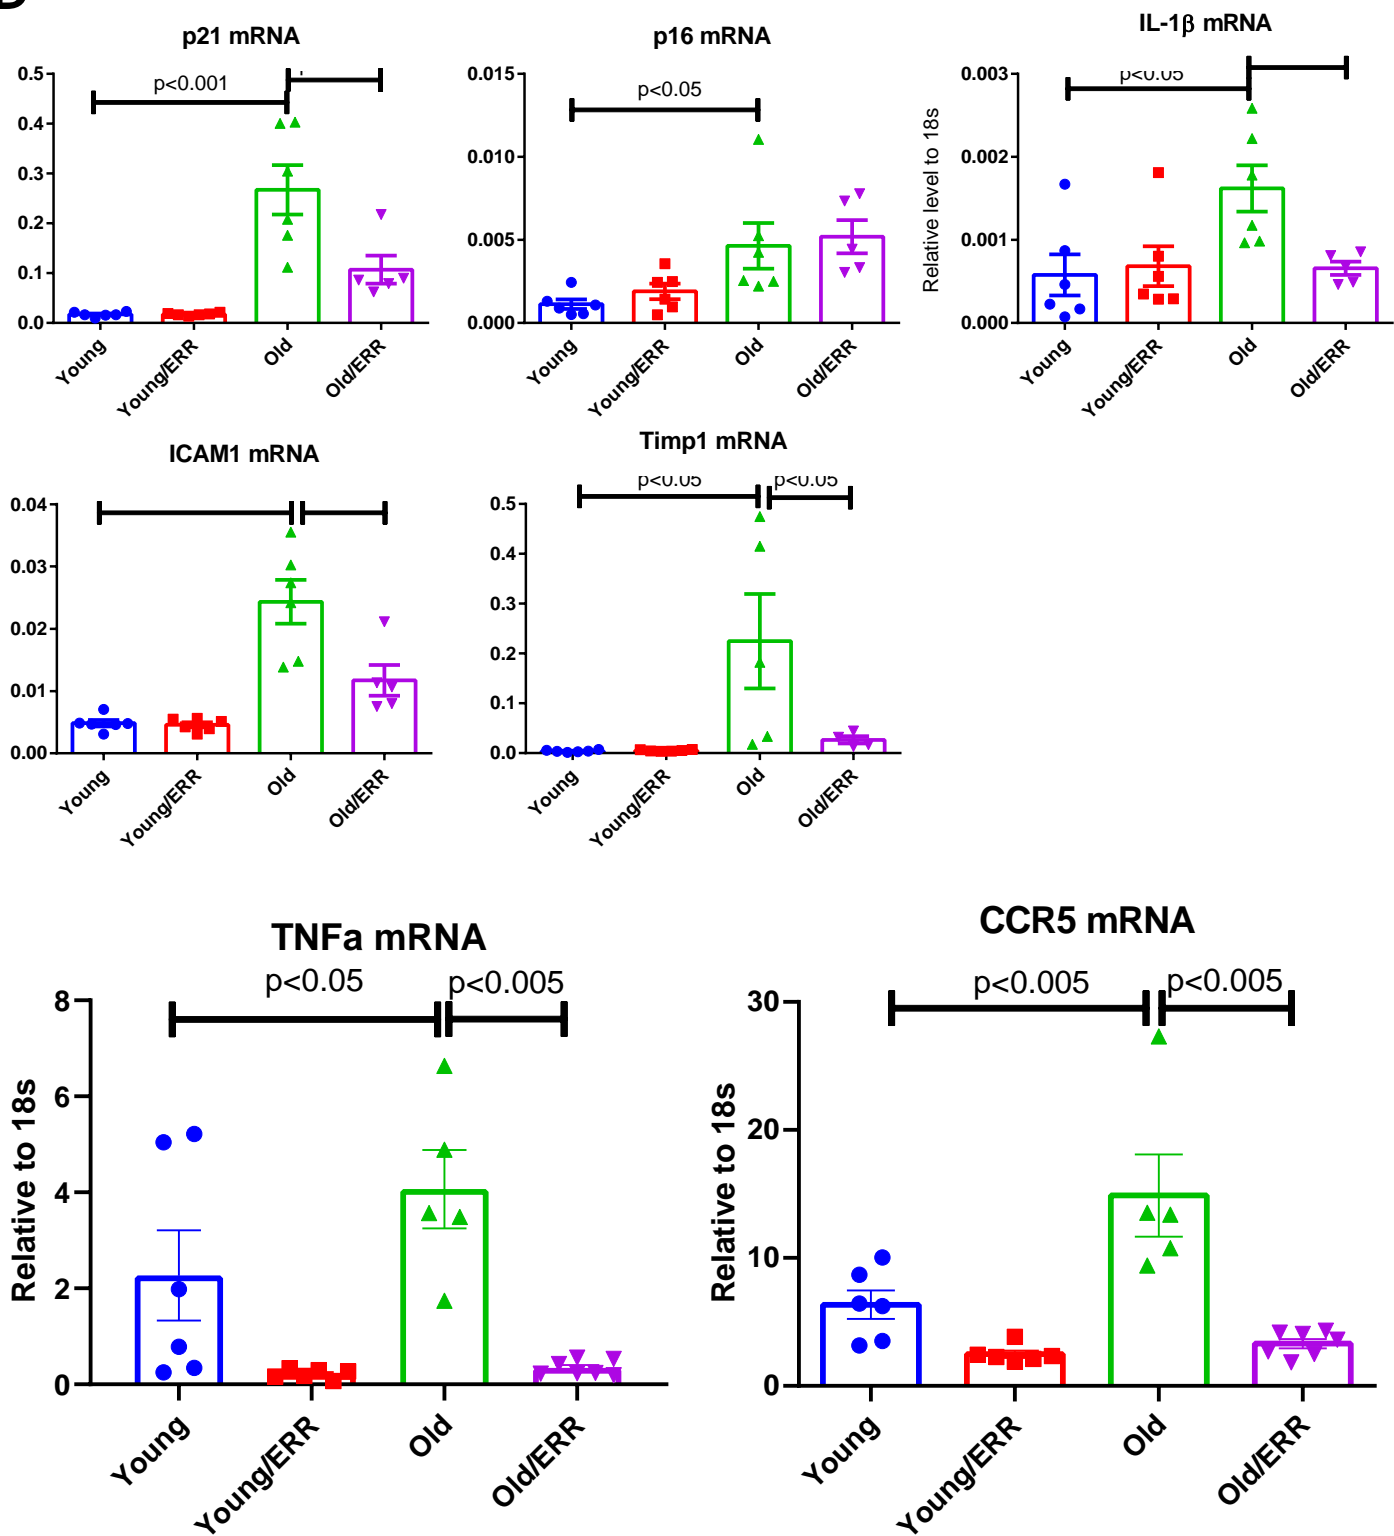 p21 mRNA
0.5
0.4
0.3
0.2
0.1
0.0
p<0.001
Young
Young/ERR
Old
Old/ERR
p16 mRNA
0.015
0.010
0.005
0.000
p<0.05
Young
Young/ERR
Old
Old/ERR
IL-1β mRNA
Relative level to 18s
0.003
0.002
0.001
0.000
p<0.05
Young
Young/ERR
Old
Old/ERR
ICAM1 mRNA
0.04
0.03
0.02
0.01
0.00
Young
Young/ERR
Old
Old/ERR
Timp1 mRNA
0.5
0.4
0.3
0.2
0.1
0.0
p<0.05
p<0.05
Young
Young/ERR
Old
Old/ERR
TNFa mRNA
Relative to 18s
8
6
4
2
0
p<0.05
p<0.005
Young
Young/ERR
Old
Old/ERR
CCR5 mRNA
Relative to 18s
30
20
10
0
p<0.005
p<0.005
Young
Young/ERR
Old
Old/ERR